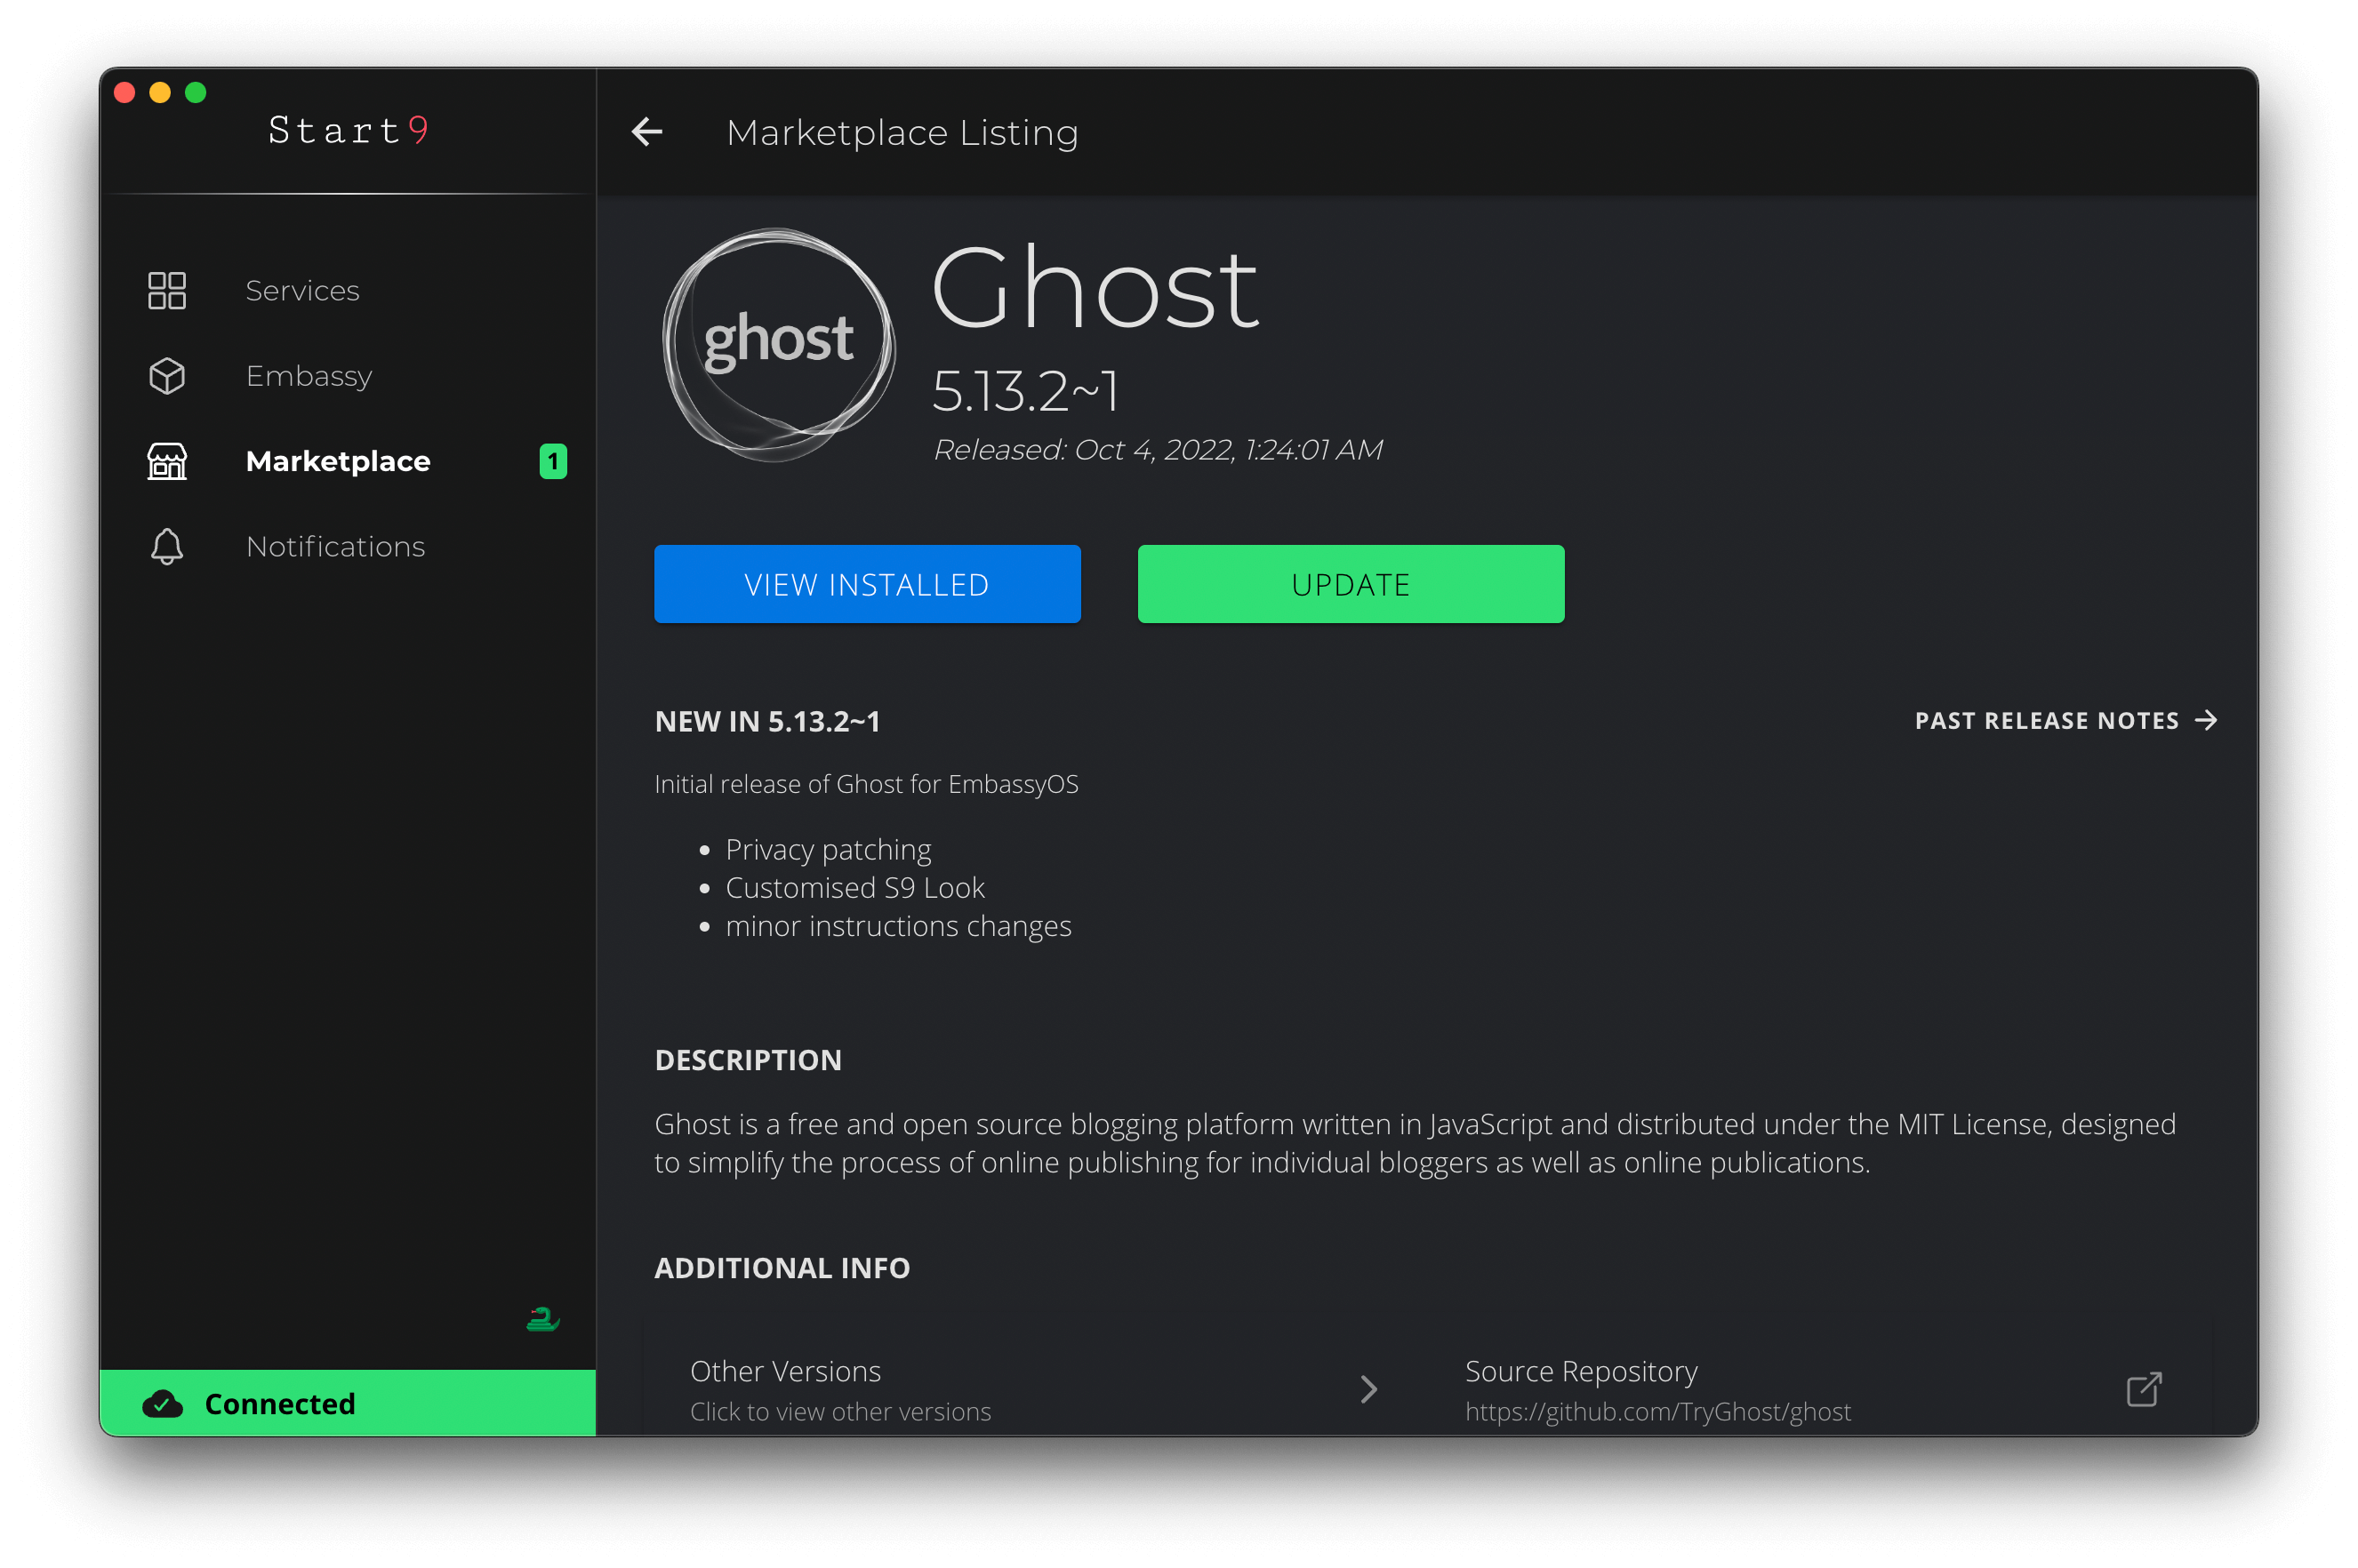 Start9
Services
Embassy
Marketplace
1
Notifications
Connected
Marketplace Listing
ghost
Ghost
5.13.2~1
Released: Oct 4, 2022, 1:24:01 AM
VIEW INSTALLED
UPDATE
NEW IN 5.13.2~1
PAST RELEASE NOTES
Initial release of Ghost for EmbassyOS
Privacy patching
Customised S9 Look
minor instructions changes
DESCRIPTION
Ghost is a free and open source blogging platform written in JavaScript and distributed under the MIT License, designed
to simplify the process of online publishing for individual bloggers as well as online publications.
ADDITIONAL INFO
Other Versions
Click to view other versions
Source Repository
https://github.com/TryGhost/ghost